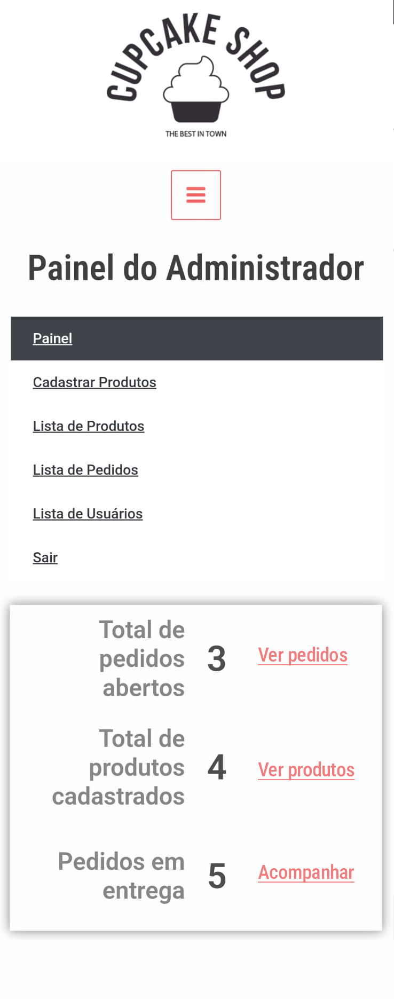 CUPCAKE SHOP
THE BEST IN TOWN
Painel do Administrador
Painel
Cadastrar Produtos
Lista de Produtos
Lista de Pedidos
Lista de Usuários
Sair
Total de
pedidos
abertos
3
Ver pedidos
Total de
produtos
cadastrados
4
Ver produtos
Pedidos em
entrega
5
Acompanhar